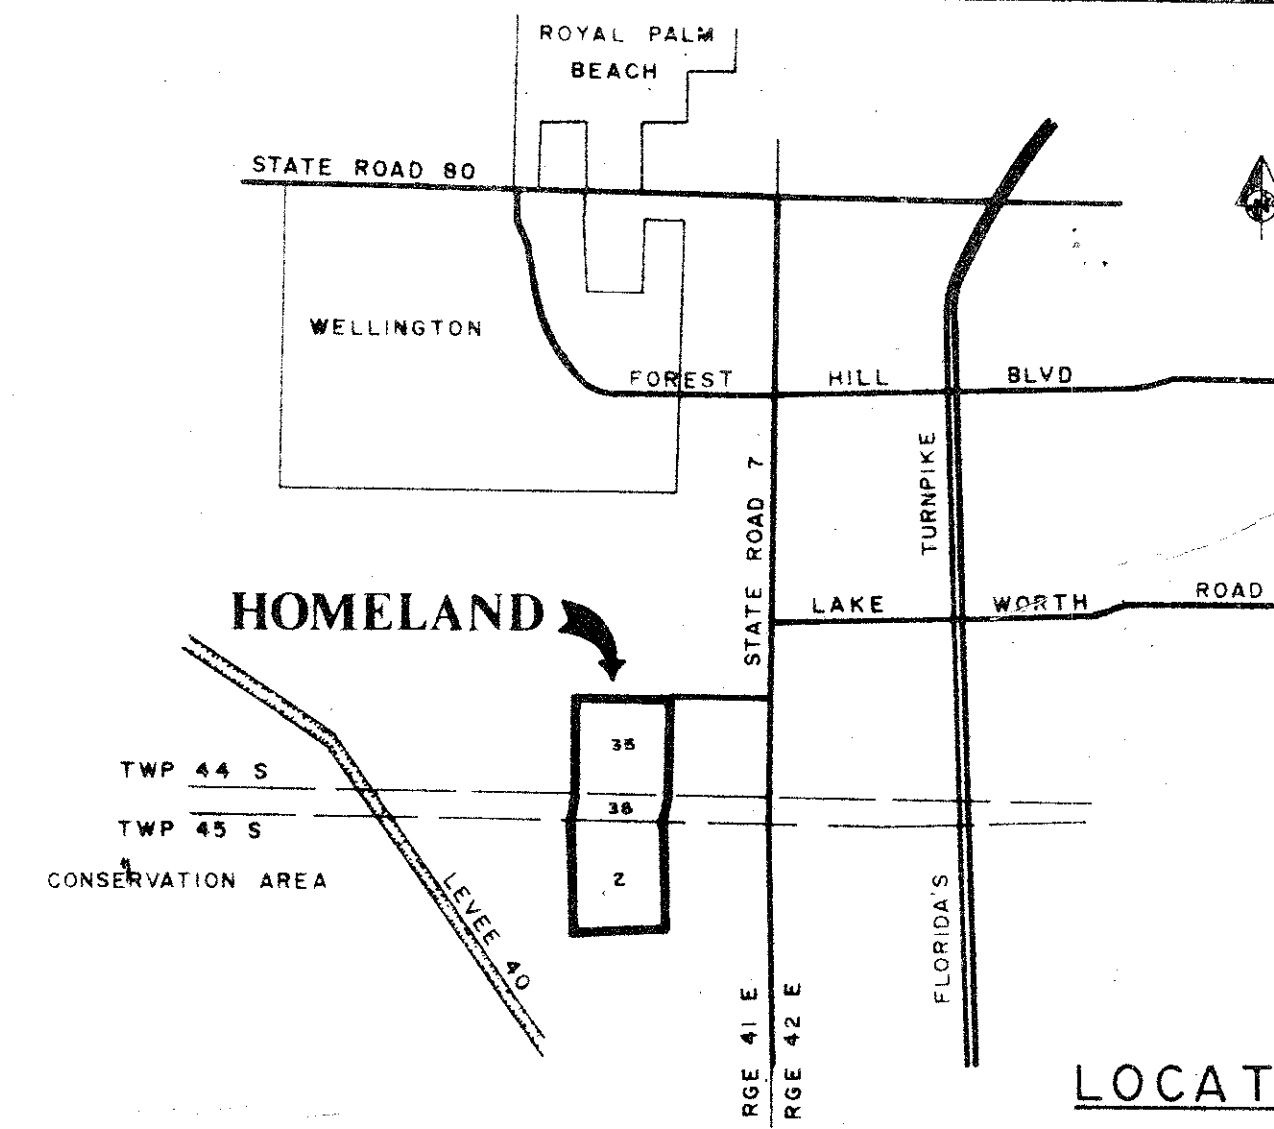 ROYAL PALM
BEACH
STATE ROAD 80
WELLINGTON
FOREST HILL BLVD
TURNPIKE
STATE ROAD 7
HOMELAND
LAKE WORTH ROAD
35
TWP 44 S
36
TWP 45 S
CONSERVATION AREA
2
LEVEE 40
FLORIDA'S
RGE 41 E
RGE 42 E
LOCAT